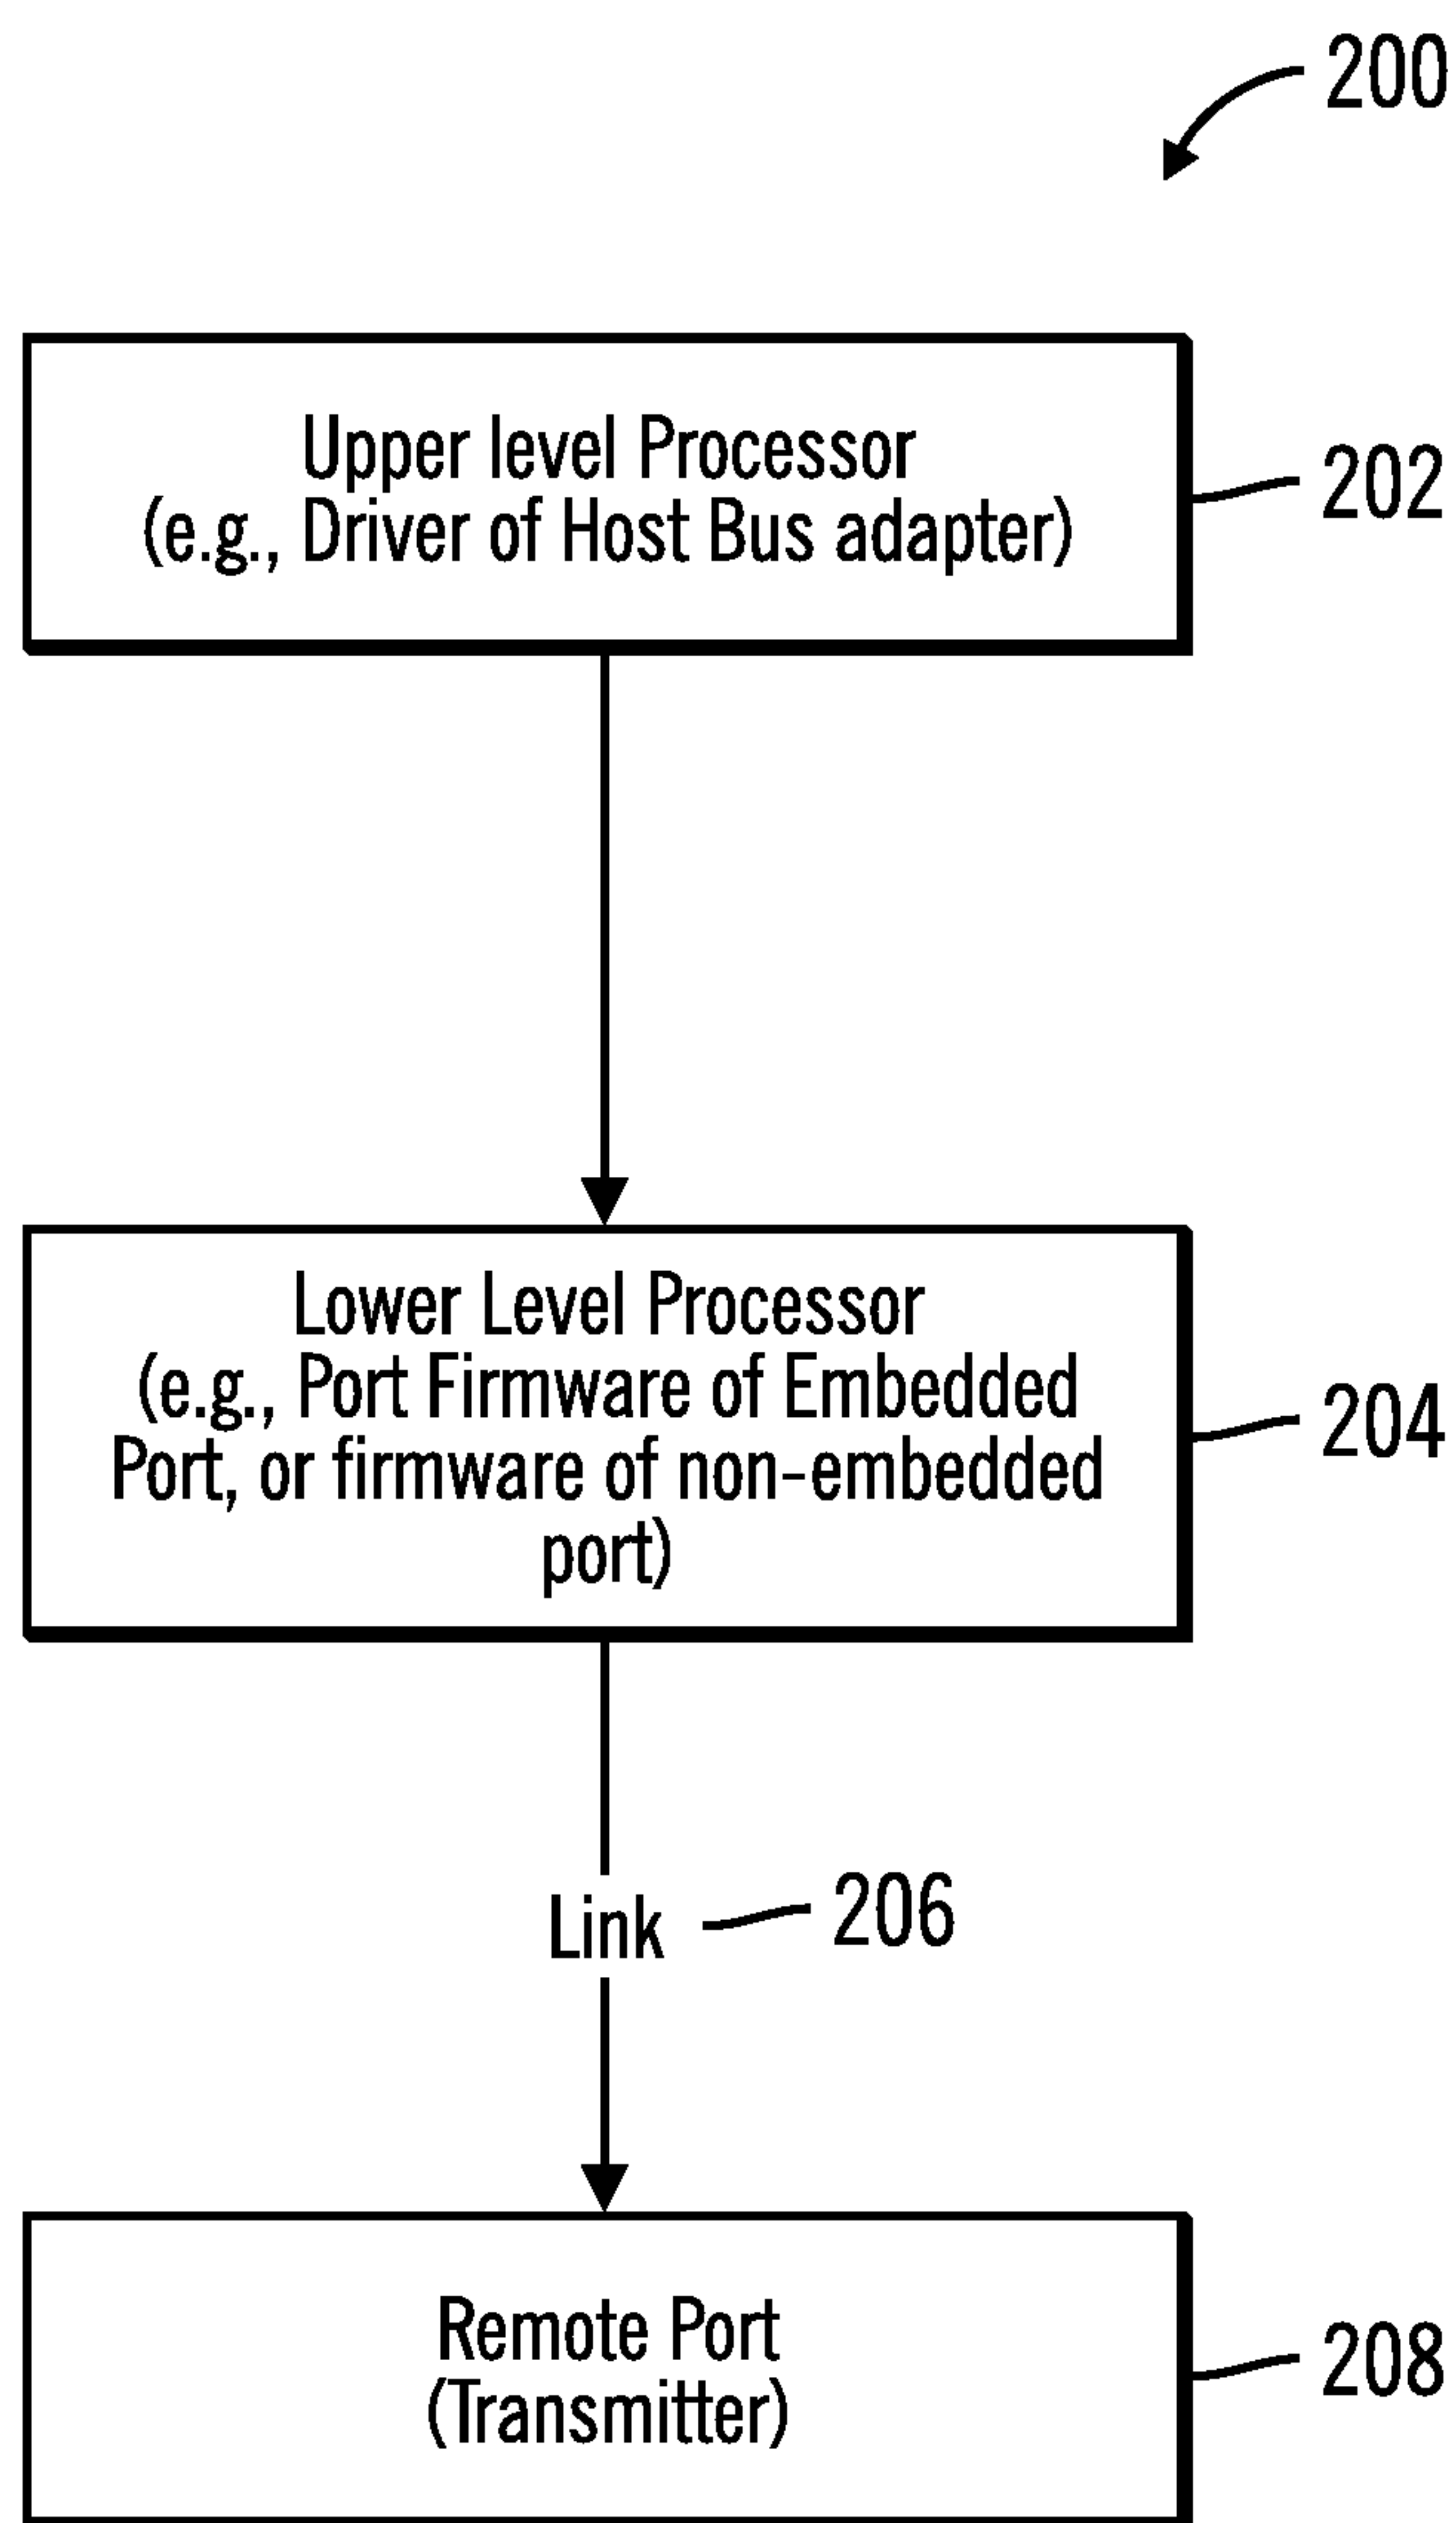 200
Upper level Processor
(e.g., Driver of Host Bus adapter)
202
Lower Level Processor
(e.g., Port Firmware of Embedded
Port, or firmware of non-embedded
port)
204
Link
206
Remote Port
(Transmitter)
208